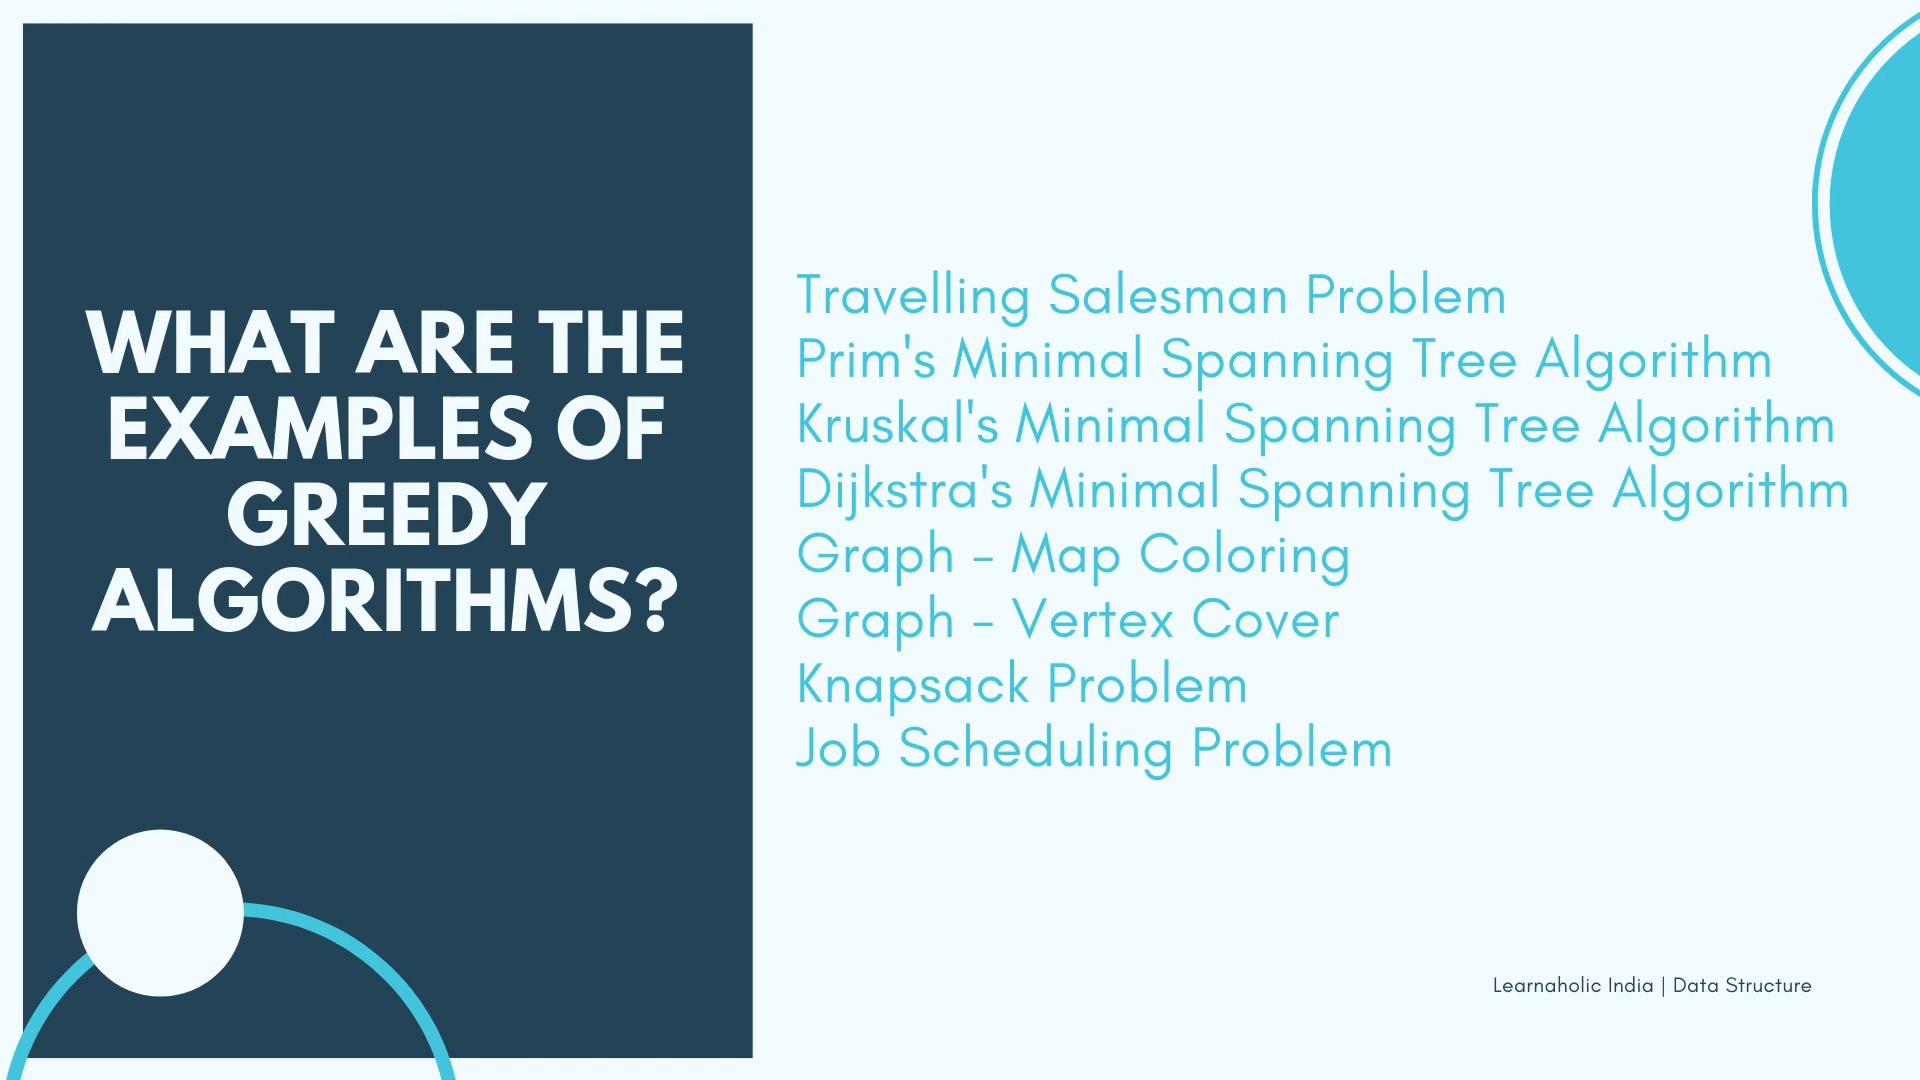 WHAT ARE THE
EXAMPLES OF
GREEDY
ALGORITHMS?
Travelling Salesman Problem
Prim's Minimal Spanning Tree Algorithm
Kruskal's Minimal Spanning Tree Algorithm
Dijkstra's Minimal Spanning Tree Algorithm
Graph - Map Coloring
Graph - Vertex Cover
Knapsack Problem
Job Scheduling Problem
Learnaholic India | Data Structure